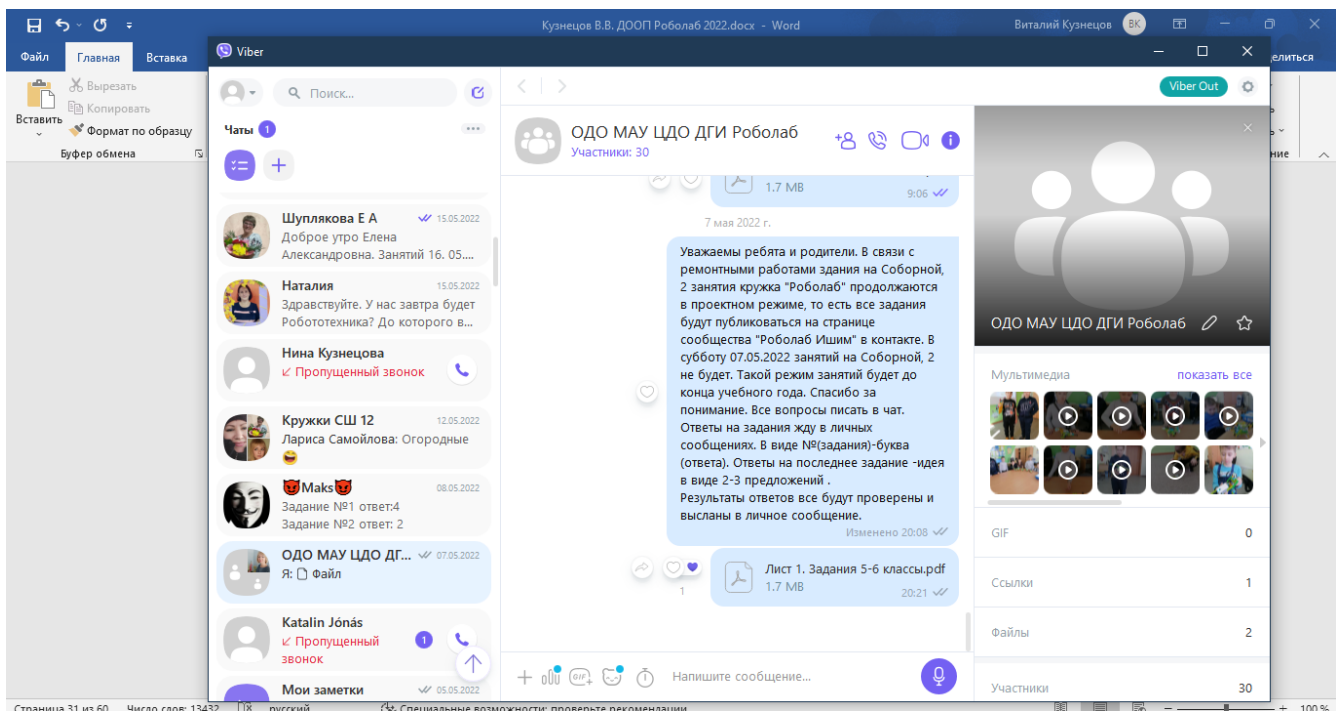 Кузнецов В.В. ДООП Роболаб 2022.docx - Word
Виталий Кузнецов
ВК
Файл
Главная
Вставка
елиться
Вырезать
Копировать
Вставить
Формат по образцу
Буфер обмена
ние
Viber
Поиск...
Чаты 1
Шуплякова Е А
15.05.2022
Доброе утро Елена
Александровна. Занятий 16. 05....
Наталия
15.05.2022
Здравствуйте. У нас завтра будет
Робототехника? До которого в...
Нина Кузнецова
Пропущенный звонок
Кружки СШ 12
12.05.2022
Лариса Самойлова: Огородные
😄
😈Maks😈
08.05.2022
Задание №1 ответ:4
Задание №2 ответ: 2
ОДО МАУ ЦДО ДГ...
07.05.2022
Я: Файл
Katalin Jónás
Пропущенный
звонок
1
Мои заметки
05.05.2022
Viber Out
ОДО МАУ ЦДО ДГИ Роболаб
Участники: 30
1.7 MB
9:06
7 мая 2022 г.
Уважаемы ребята и родители. В связи с
ремонтными работами здания на Соборной,
2 занятия кружка "Роболаб" продолжаются
в проектном режиме, то есть все задания
будут публиковаться на странице
сообщества "Роболаб Ишим" в контакте. В
субботу 07.05.2022 занятий на Соборной, 2
не будет. Такой режим занятий будет до
конца учебного года. Спасибо за
понимание. Все вопросы писать в чат.
Ответы на задания жду в личных
сообщениях. В виде №(задания)-буква
(ответа). Ответы на последнее задание -идея
в виде 2-3 предложений .
Результаты ответов все будут проверены и
высланы в личное сообщение.
Изменено 20:08
Лист 1. Задания 5-6 классы.pdf
1.7 MB
20:21
1
GIF
Напишите сообщение...
ОДО МАУ ЦДО ДГИ Роболаб
Мультимедиа
показать все
GIF
0
Ссылки
1
Файлы
2
Участники
30
Страница 31 из 60
Число слов: 13432
русский
Специальные возможности: проверьте рекомендации
100 %